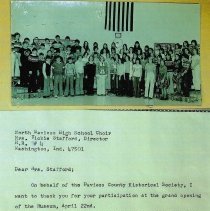 North Daviess High School Choir
Mrs. Vickie Stafford, Director
R.R. # 4
Washington, Ind. 47501
Dear Mrs. Stafford;
On behalf of the Daviess County Historical Society, I
want to thank you for your participation at the grand opening
of the Museum, April 22nd.